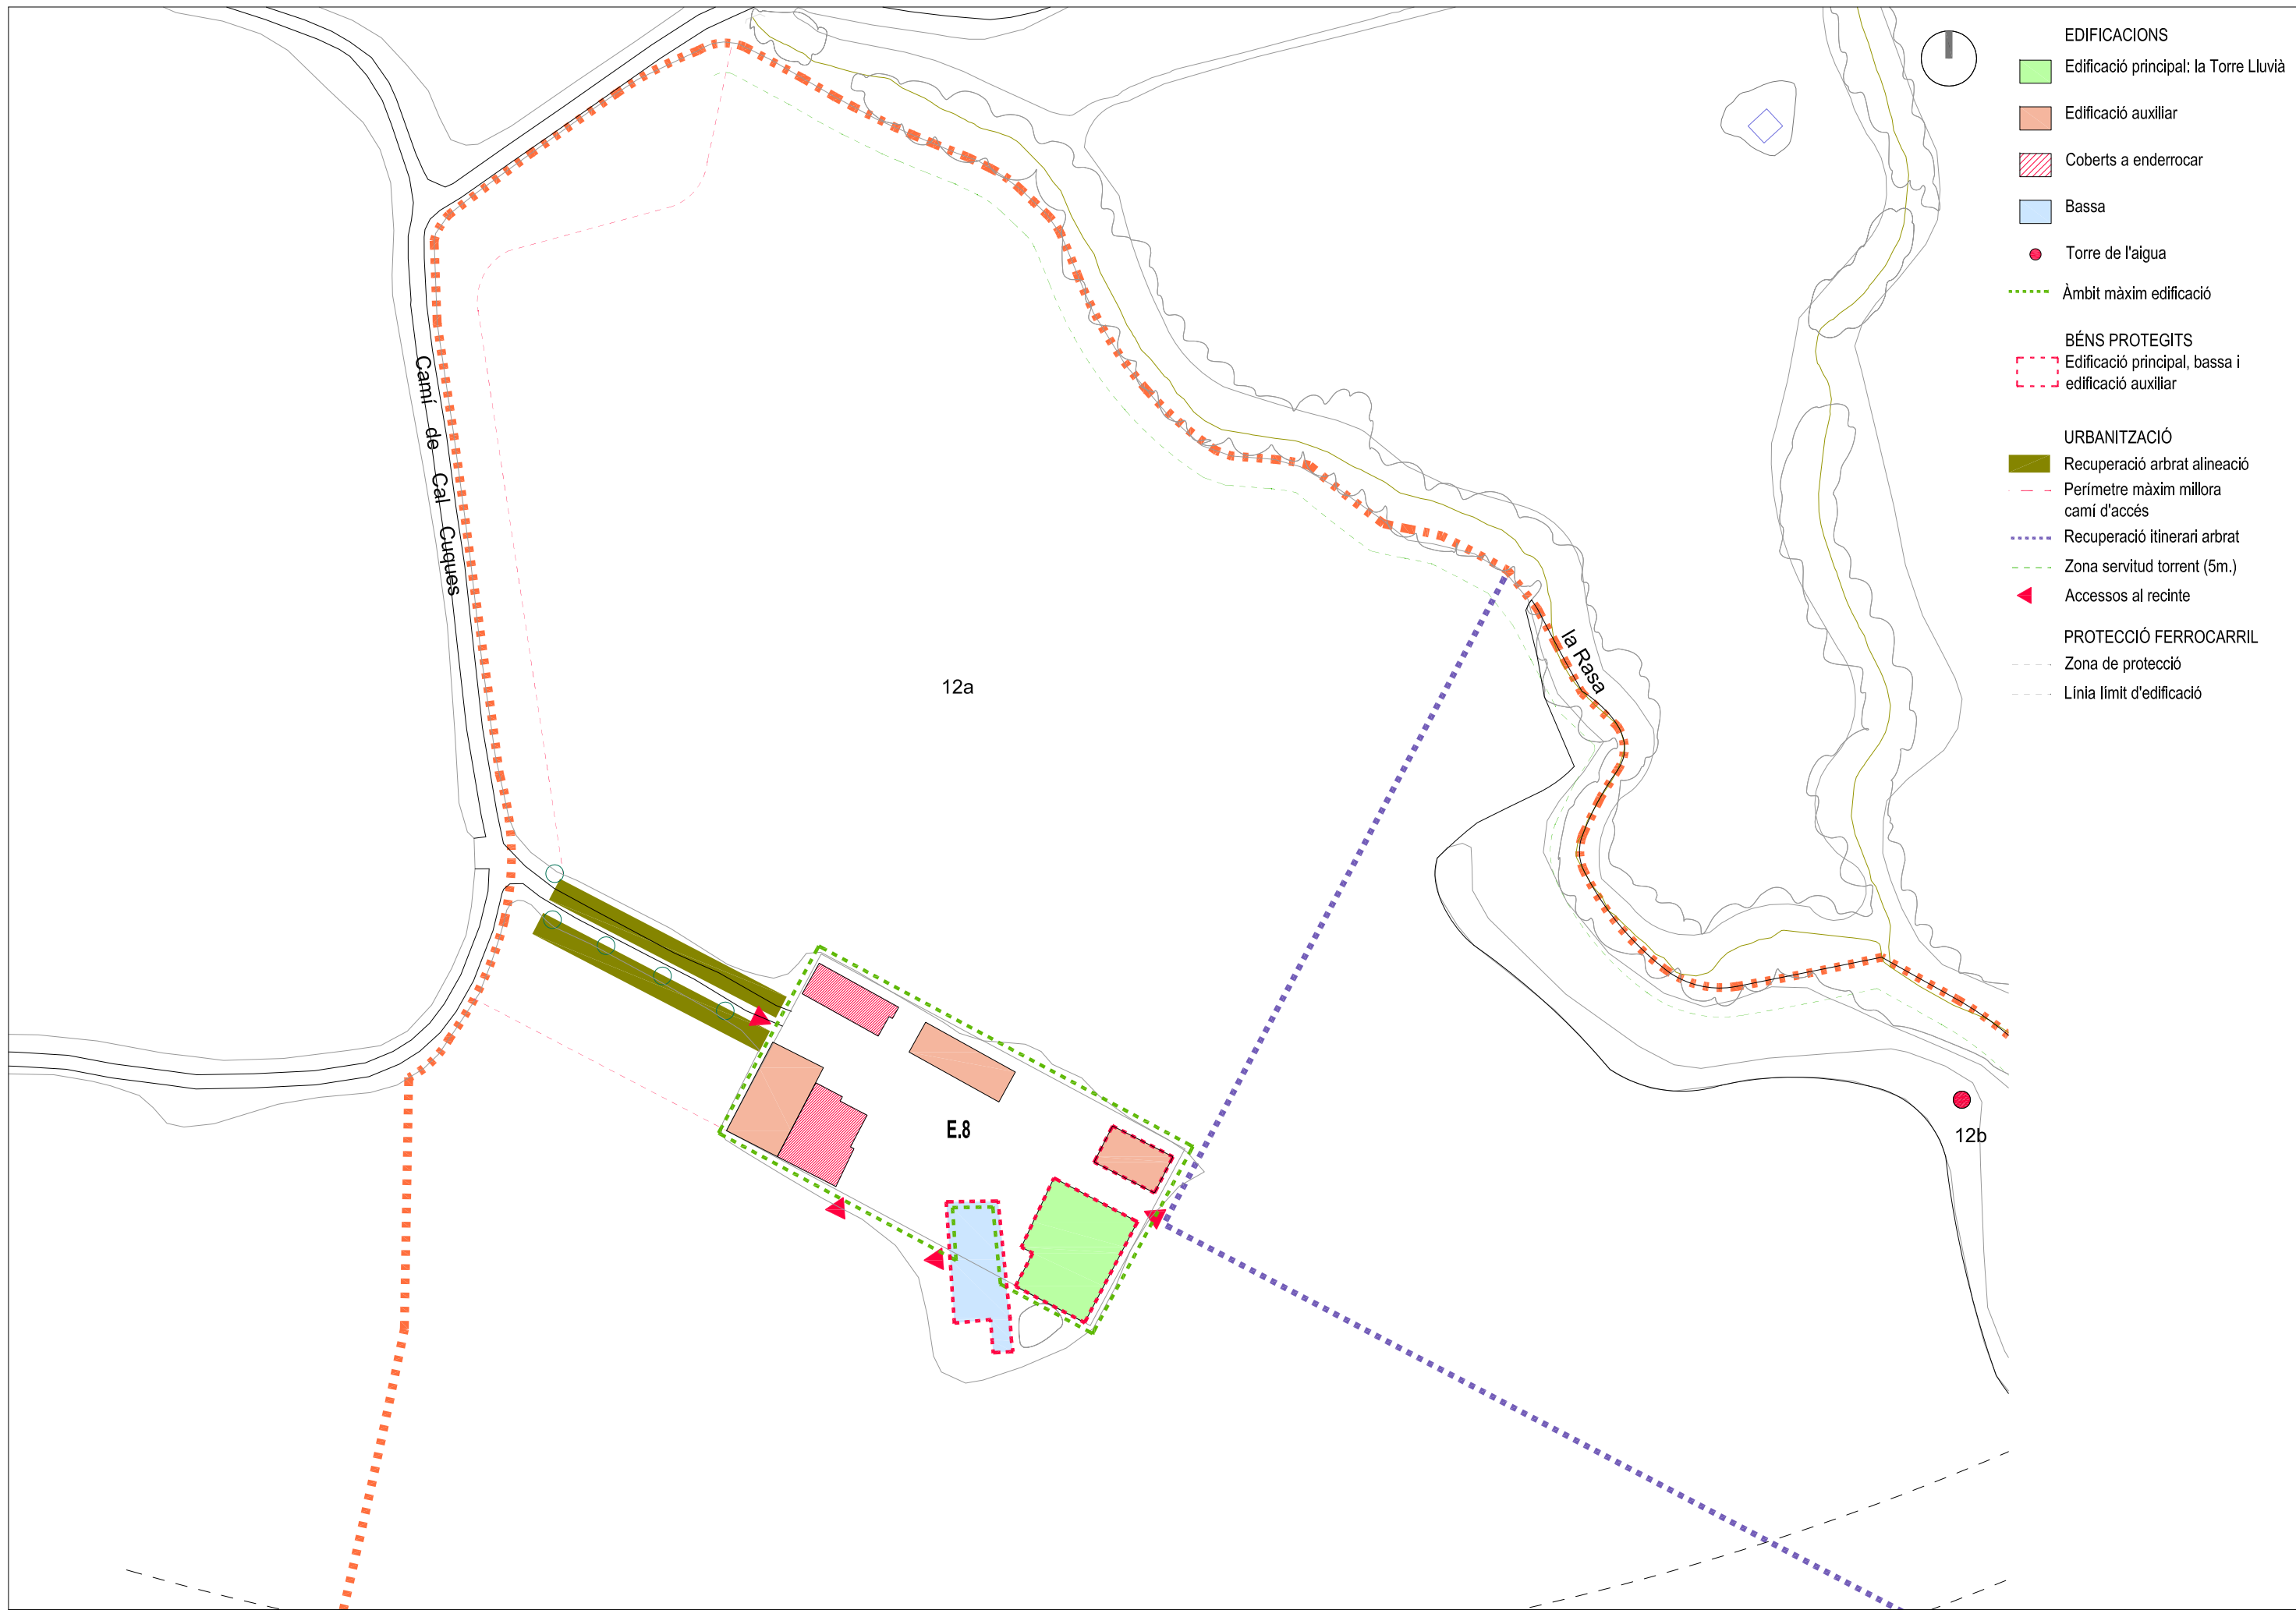 EDIFICACIONS
Edificació principal: la Torre Lluvià
Edificació auxiliar
Coberts a enderrocar
Bassa
Torre de l'aigua
Àmbit màxim edificació
BÉNS PROTEGITS
Edificació principal, bassa i
edificació auxiliar
URBANITZACIÓ
Recuperació arbrat alineació
Perímetre màxim millora
camí d'accés
Recuperació itinerari arbrat
Zona servitud torrent (5m.)
Accessos al recinte
PROTECCIÓ FERROCARRIL
Zona de protecció
Línia límit d'edificació
Camí de Cal Cuques
la Rasa
12a
E.8
12b